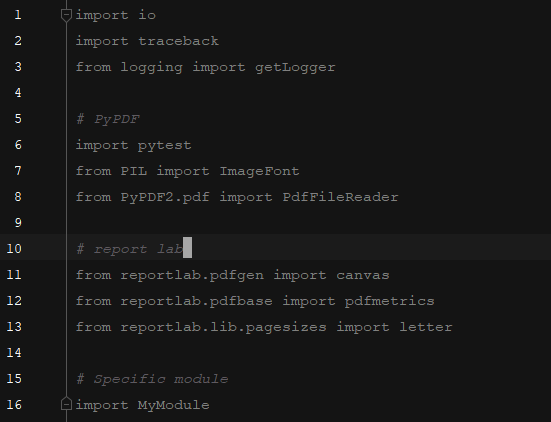 1 import io
2 import traceback
3 from logging import getLogger
4
5 # PyPDF
6 import pytest
7 from PIL import ImageFont
8 from PyPDF2.pdf import PdfFileReader
9
10 # report lab
11 from reportlab.pdfgen import canvas
12 from reportlab.pdfbase import pdfmetrics
13 from reportlab.lib.pagesizes import letter
14
15 # Specific module
16 import MyModule